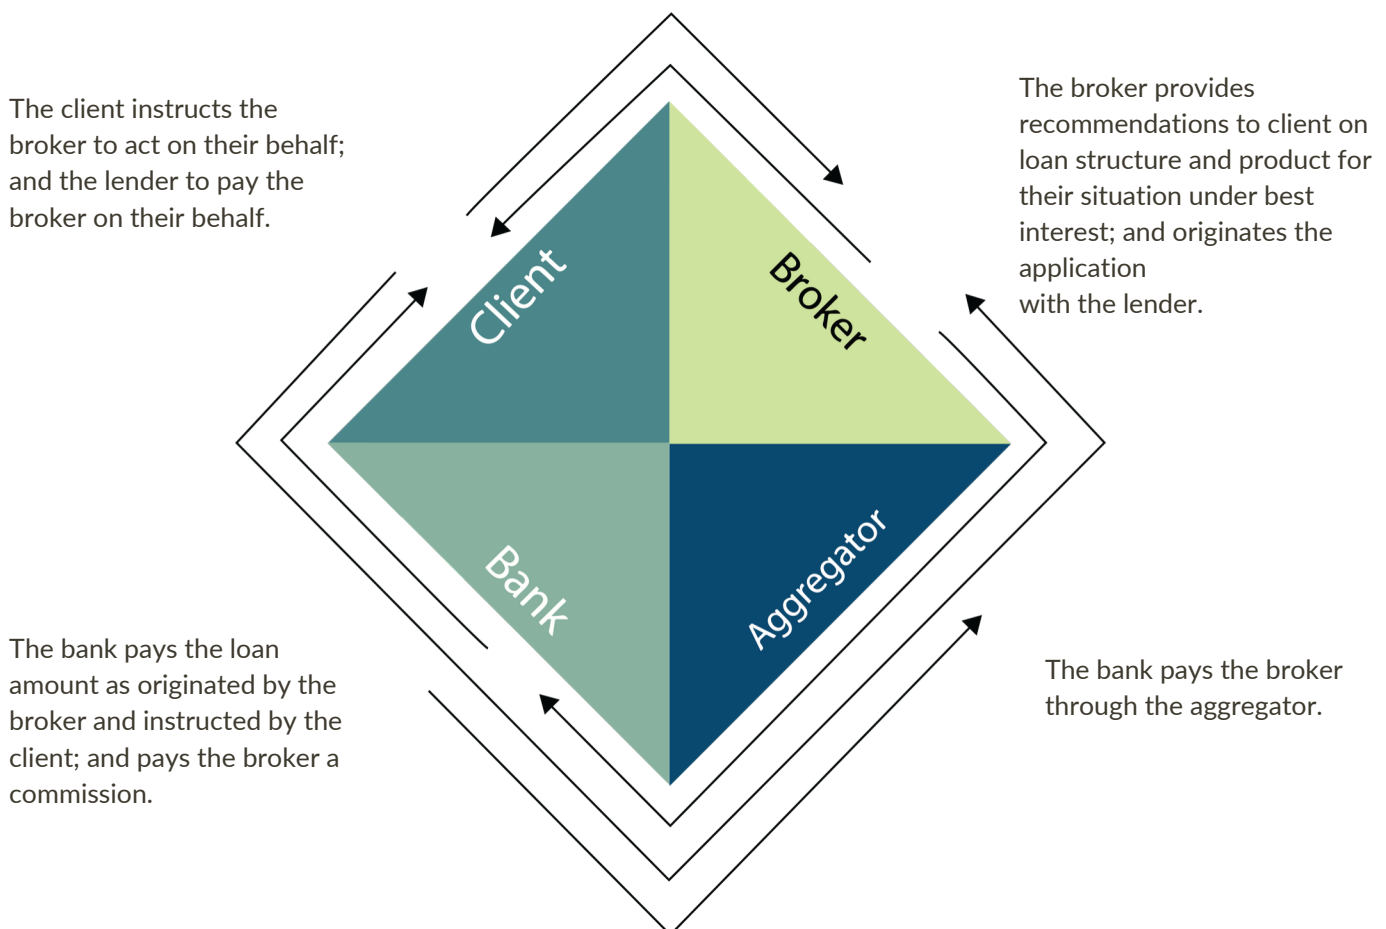 The client instructs the
broker to act on their behalf;
and the lender to pay the
broker on their behalf.
The broker provides
recommendations to client on
loan structure and product for
their situation under best
interest; and originates the
application
with the lender.
Client
Broker
Bank
Aggregator
The bank pays the loan
amount as originated by the
broker and instructed by the
client; and pays the broker a
commission.
The bank pays the broker
through the aggregator.